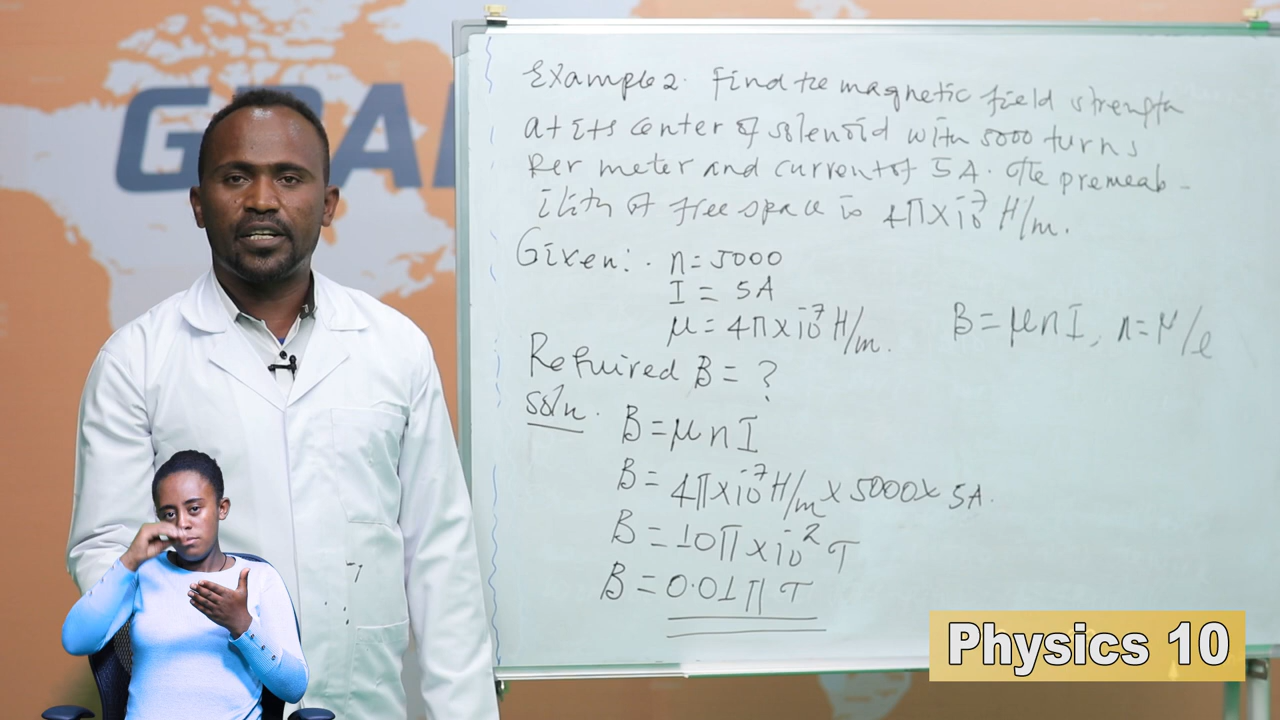 GRA
Example 2. Find the magnetic field strength
at its center of solenoid with 5000 turns
Per meter and current of 5A. The premeab-
ility of free space is 4π×10⁻⁷ H/m.
Given:. n=5000
I = 5A
μ = 4π×10⁻⁷ H/m.
B = μnI, n=N/l
Required B = ?
Soln.
B = μnI
B = 4π×10⁻⁷ H/m × 5000 × 5A.
B = 10π×10⁻² T
B = 0.01π T
Physics 10